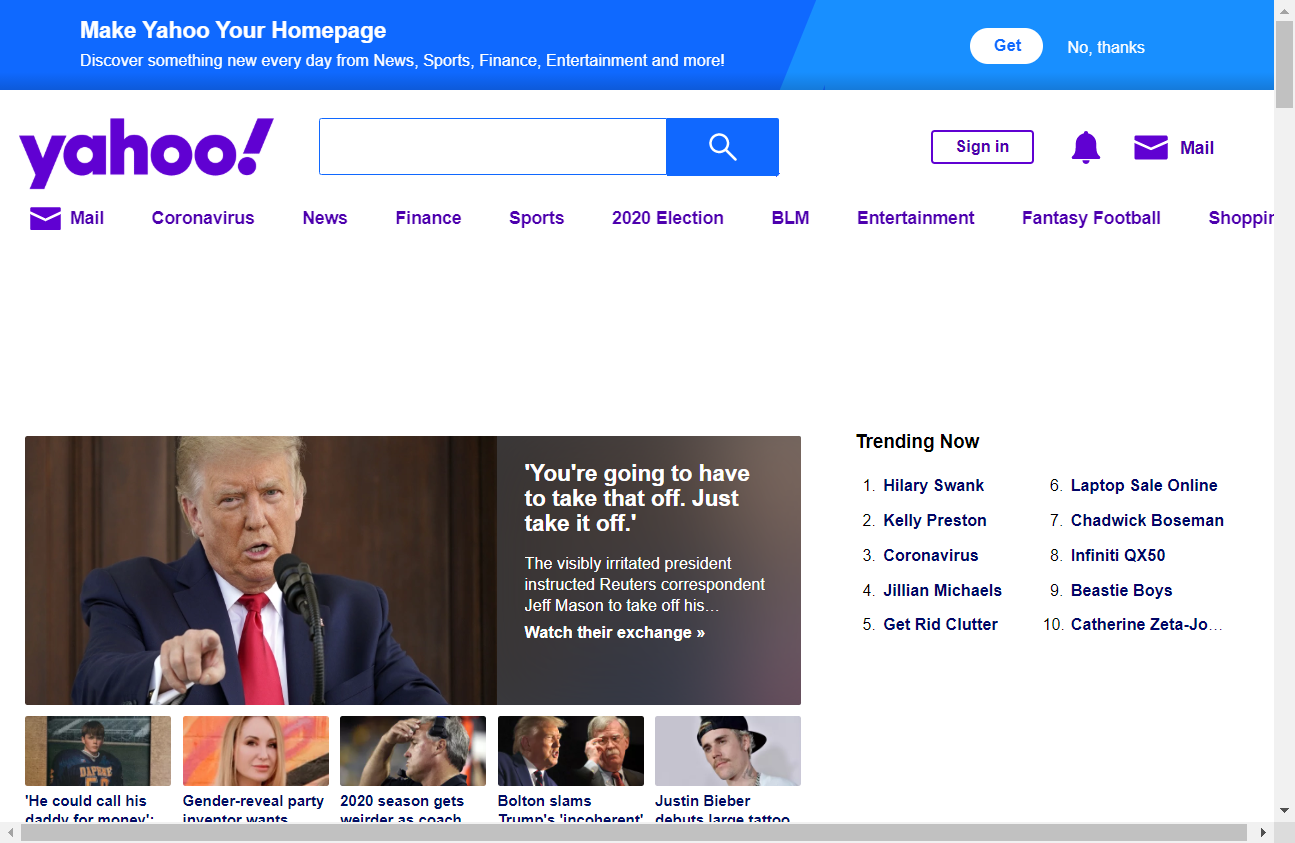 Make Yahoo Your Homepage
Discover something new every day from News, Sports, Finance, Entertainment and more!
Get
No, thanks
yahoo!
Sign in
Mail
Mail
Coronavirus
News
Finance
Sports
2020 Election
BLM
Entertainment
Fantasy Football
Shoppin
'You're going to have
to take that off. Just
take it off.'
The visibly irritated president
instructed Reuters correspondent
Jeff Mason to take off his…
Watch their exchange »
Trending Now
1. Hilary Swank
2. Kelly Preston
3. Coronavirus
4. Jillian Michaels
5. Get Rid Clutter
6. Laptop Sale Online
7. Chadwick Boseman
8. Infiniti QX50
9. Beastie Boys
10. Catherine Zeta-Jo…
DAPHNE
'He could call his
daddy for money':
Gender-reveal party
inventor wants
2020 season gets
weirder as coach
Bolton slams
Trump's 'incoherent'
Justin Bieber
debuts large tattoo